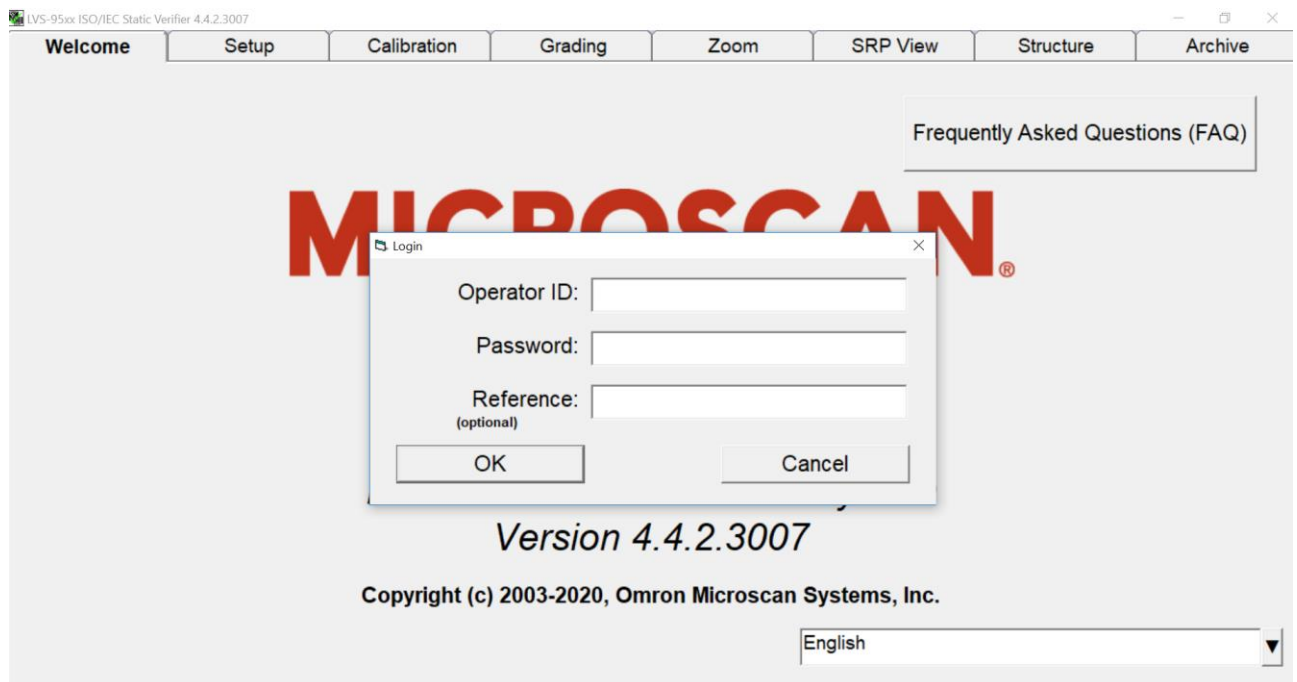 LVS-95xx ISO/IEC Static Verifier 4.4.2.3007
Welcome Setup Calibration Grading Zoom SRP View Structure Archive
Frequently Asked Questions (FAQ)
MICROSCAN®
Login
Operator ID:
Password:
Reference:
(optional)
OK Cancel
Version 4.4.2.3007
Copyright (c) 2003-2020, Omron Microscan Systems, Inc.
English